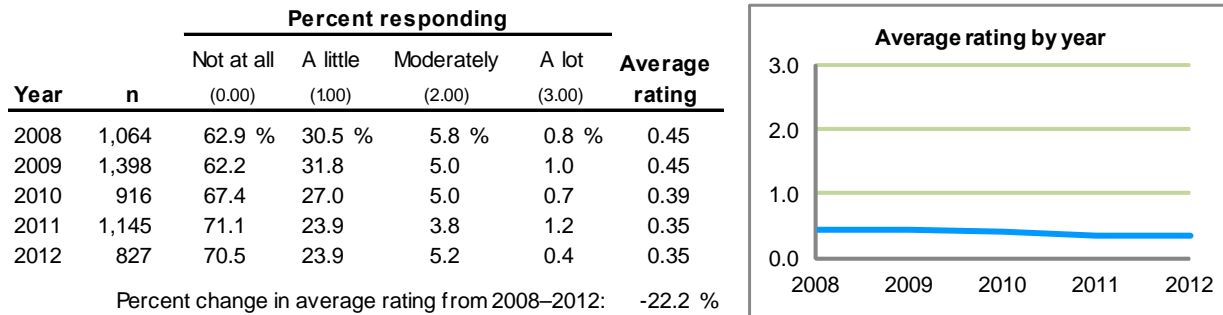 Percent responding
Not at all A little Moderately A lot Average
Year n (0.00) (1.00) (2.00) (3.00) rating
2008 1,064 62.9 % 30.5 % 5.8 % 0.8 % 0.45
2009 1,398 62.2 31.8 5.0 1.0 0.45
2010 916 67.4 27.0 5.0 0.7 0.39
2011 1,145 71.1 23.9 3.8 1.2 0.35
2012 827 70.5 23.9 5.2 0.4 0.35
Percent change in average rating from 2008–2012: -22.2 %
Average rating by year
3.0
2.0
1.0
0.0
2008 2009 2010 2011 2012